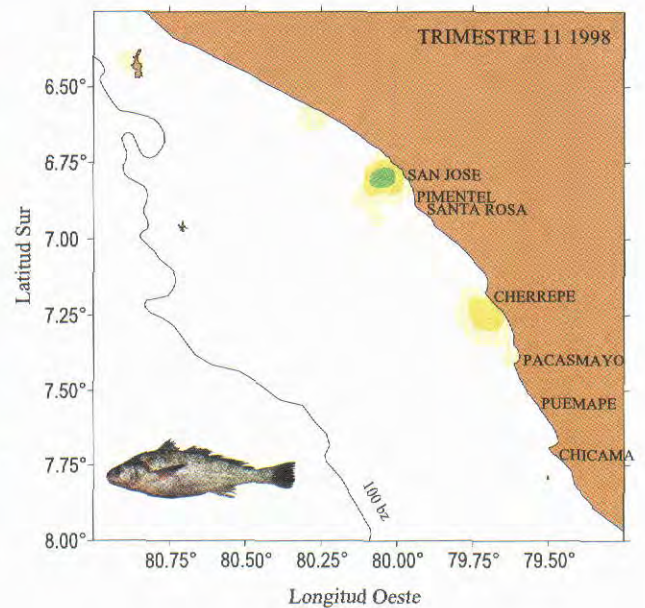 TRIMESTRE 11 1998
6.50°
6.75°
7.00°
7.25°
7.50°
7.75°
8.00°
Latitud Sur
SAN JOSE
PIMENTEL
SANTA ROSA
CHERREPE
PACASMAYO
PUEMAPE
CHICAMA
100 bz
80.75° 80.50° 80.25° 80.00° 79.75° 79.50°
Longitud Oeste